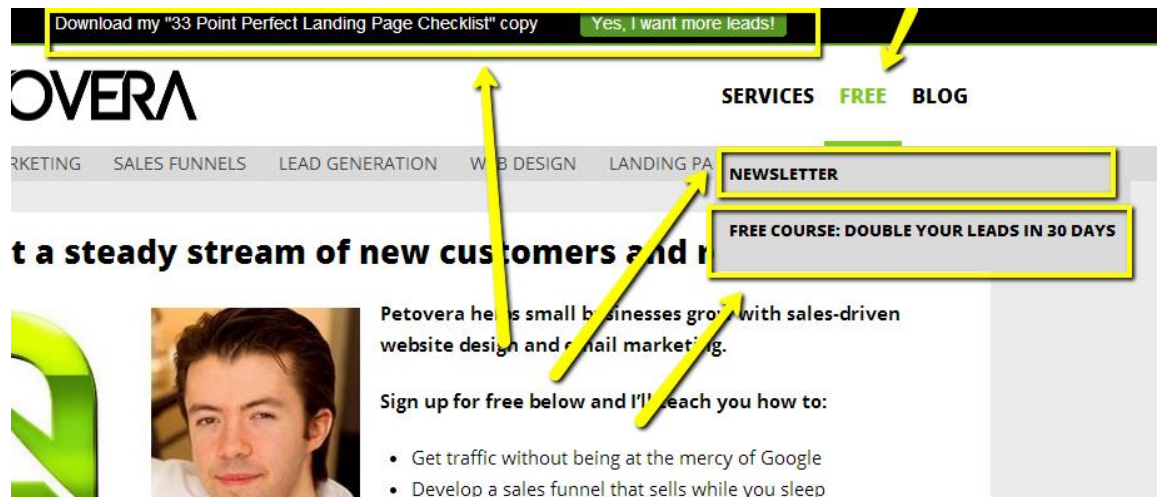 Download my "33 Point Perfect Landing Page Checklist" copy Yes, I want more leads!
OVERA
SERVICES FREE BLOG
RKETING SALES FUNNELS LEAD GENERATION WEB DESIGN LANDING PA
NEWSLETTER
FREE COURSE: DOUBLE YOUR LEADS IN 30 DAYS
t a steady stream of new customers and r
Petovera helps small businesses grow with sales-driven
website design and email marketing.
Sign up for free below and I'll teach you how to:
• Get traffic without being at the mercy of Google
• Develop a sales funnel that sells while you sleep